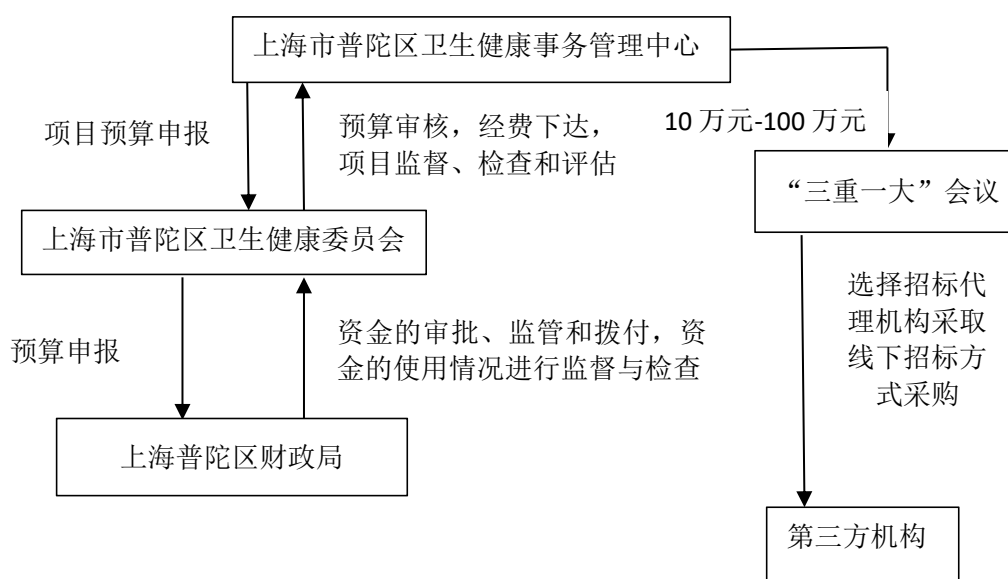 上海市普陀区卫生健康事务管理中心
项目预算申报
预算审核，经费下达，
项目监督、检查和评估
10 万元-100 万元
“三重一大”会议
上海市普陀区卫生健康委员会
预算申报
资金的审批、监管和拨付，资
金的使用情况进行监督与检查
选择招标代
理机构采取
线下招标方
式采购
上海普陀区财政局
第三方机构